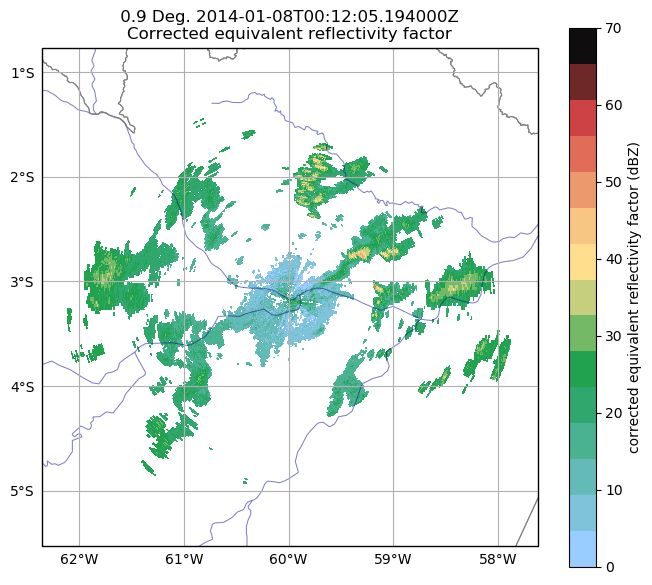 0.9 Deg. 2014-01-08T00:12:05.194000Z
Corrected equivalent reflectivity factor
1°S
2°S
3°S
4°S
5°S
62°W 61°W 60°W 59°W 58°W
70
60
50
40
30
20
10
0
corrected equivalent reflectivity factor (dBZ)